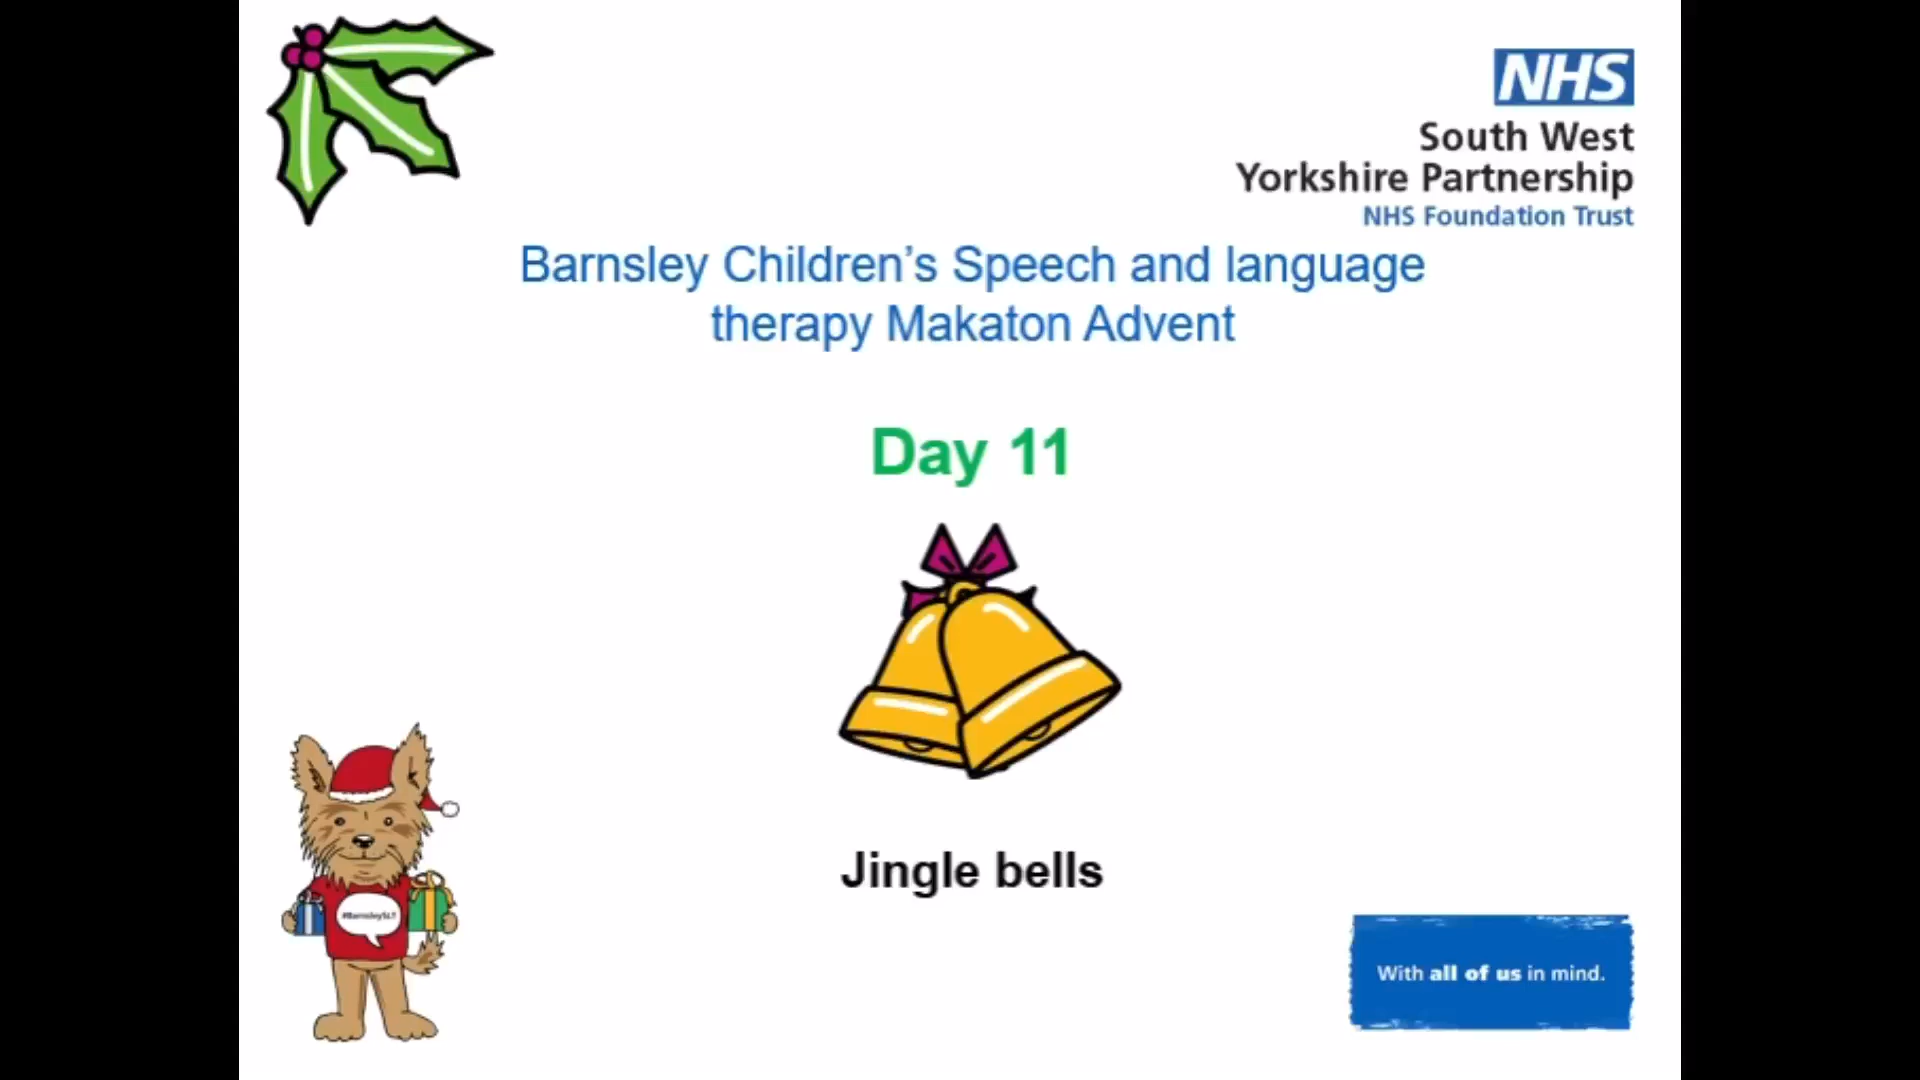 NHS
South West
Yorkshire Partnership
NHS Foundation Trust
Barnsley Children’s Speech and language
therapy Makaton Advent
Day 11
Jingle bells
#BarnsleySLT
With all of us in mind.